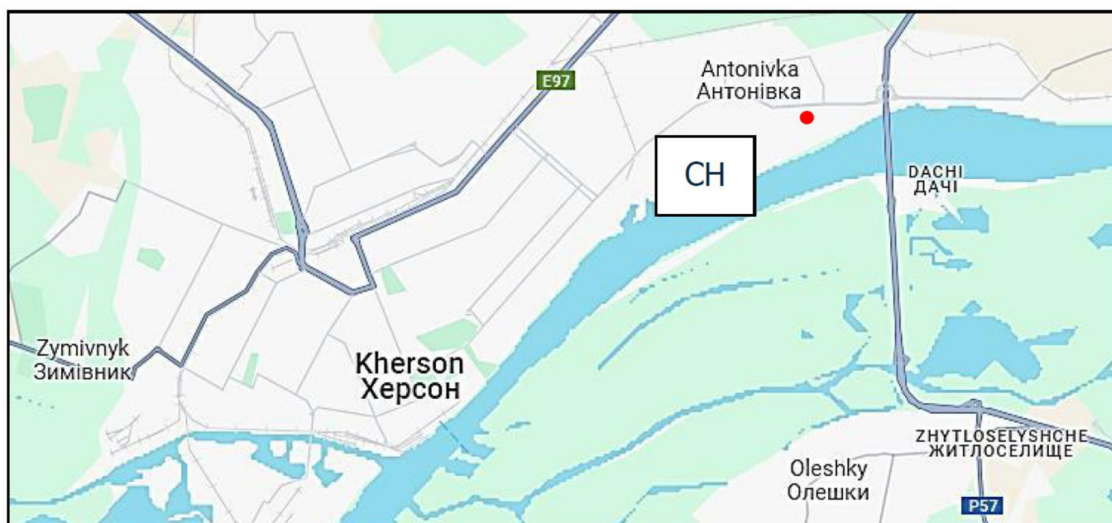 E97
Antonivka
Антонівка
CH
DACHI
ДАЧІ
Zymivnyk
Зимівник
Kherson
Херсон
ZHYTLOSELYSHCHE
ЖИТЛОСЕЛИЩЕ
Oleshky
Олешки
P57